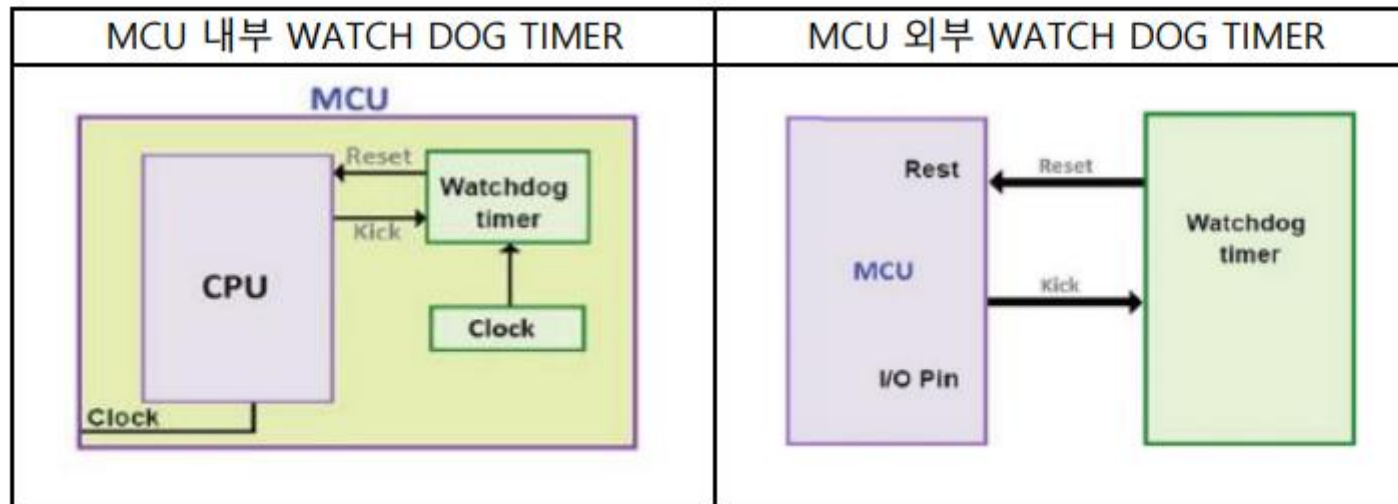 MCU 내부 WATCH DOG TIMER
MCU
Reset
Watchdog
timer
Kick
CPU
Clock
Clock
MCU 외부 WATCH DOG TIMER
Rest
Reset
Watchdog
timer
MCU
Kick
I/O Pin